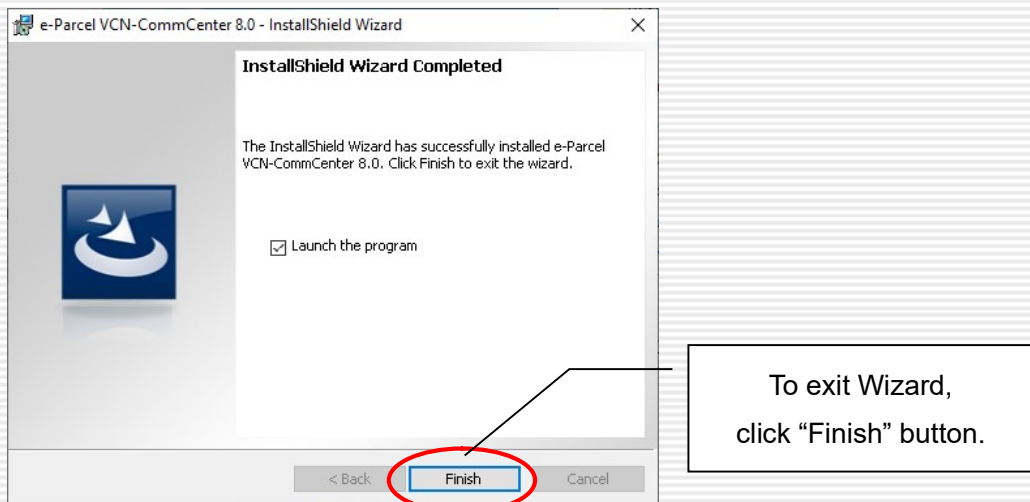 e-Parcel VCN-CommCenter 8.0 - InstallShield Wizard
InstallShield Wizard Completed
The InstallShield Wizard has successfully installed e-Parcel
VCN-CommCenter 8.0. Click Finish to exit the wizard.
Launch the program
To exit Wizard,
click “Finish” button.
< Back
Finish
Cancel